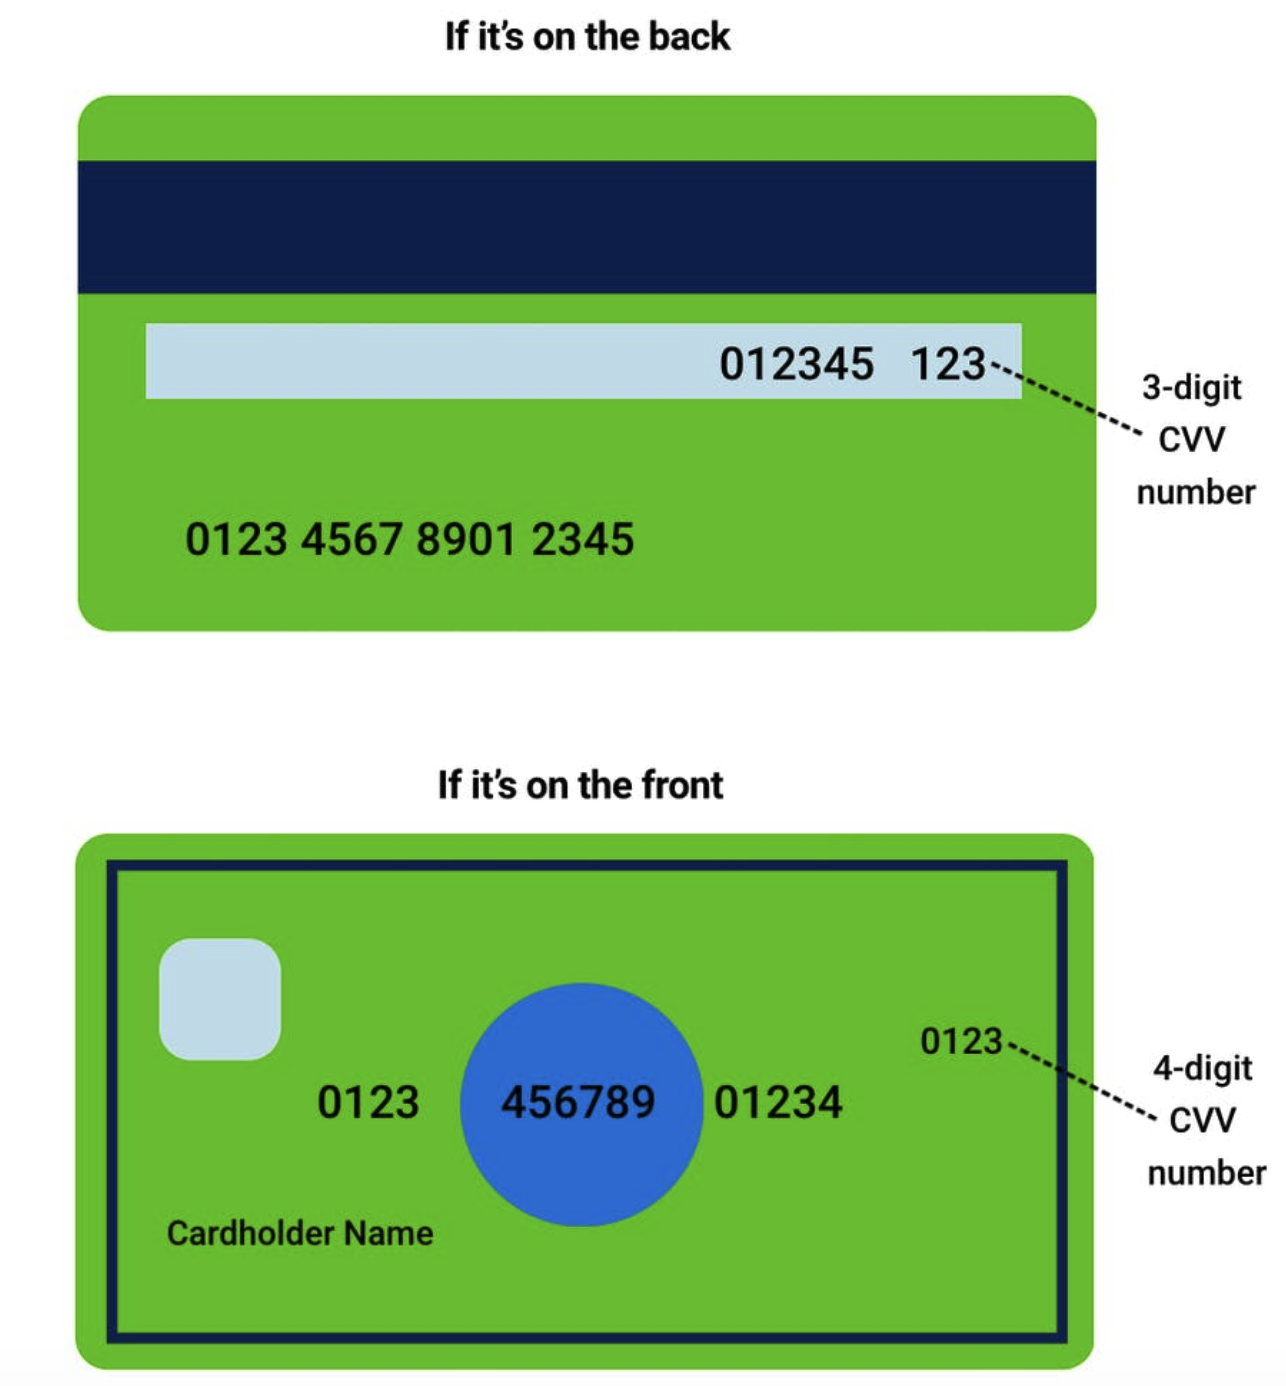 If it's on the back
012345 123
3-digit
CVV
number
0123 4567 8901 2345
If it's on the front
0123
4-digit
CVV
number
0123 456789 01234
Cardholder Name